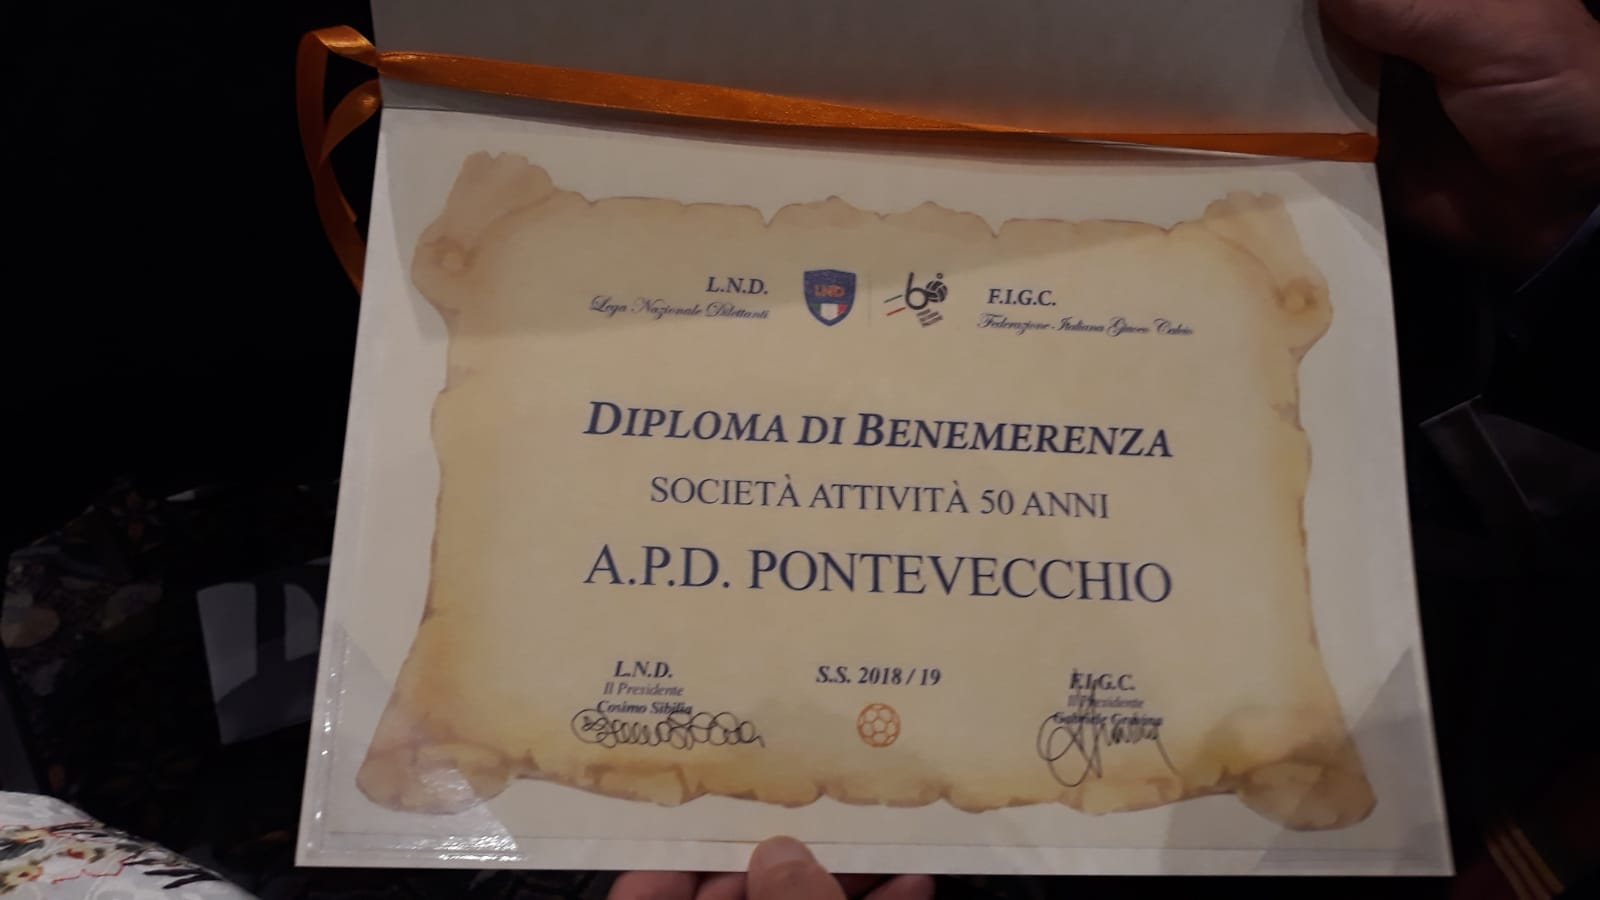 L.N.D.
Lega Nazionale Dilettanti
LND
F.I.G.C.
Federazione Italiana Giuoco Calcio
DIPLOMA DI BENEMERENZA
SOCIETÀ ATTIVITÀ 50 ANNI
A.P.D. PONTEVECCHIO
L.N.D.
Il Presidente
Cosimo Sibilia
S.S. 2018/19
F.I.G.C.
Il Presidente
Gabriele Gravina